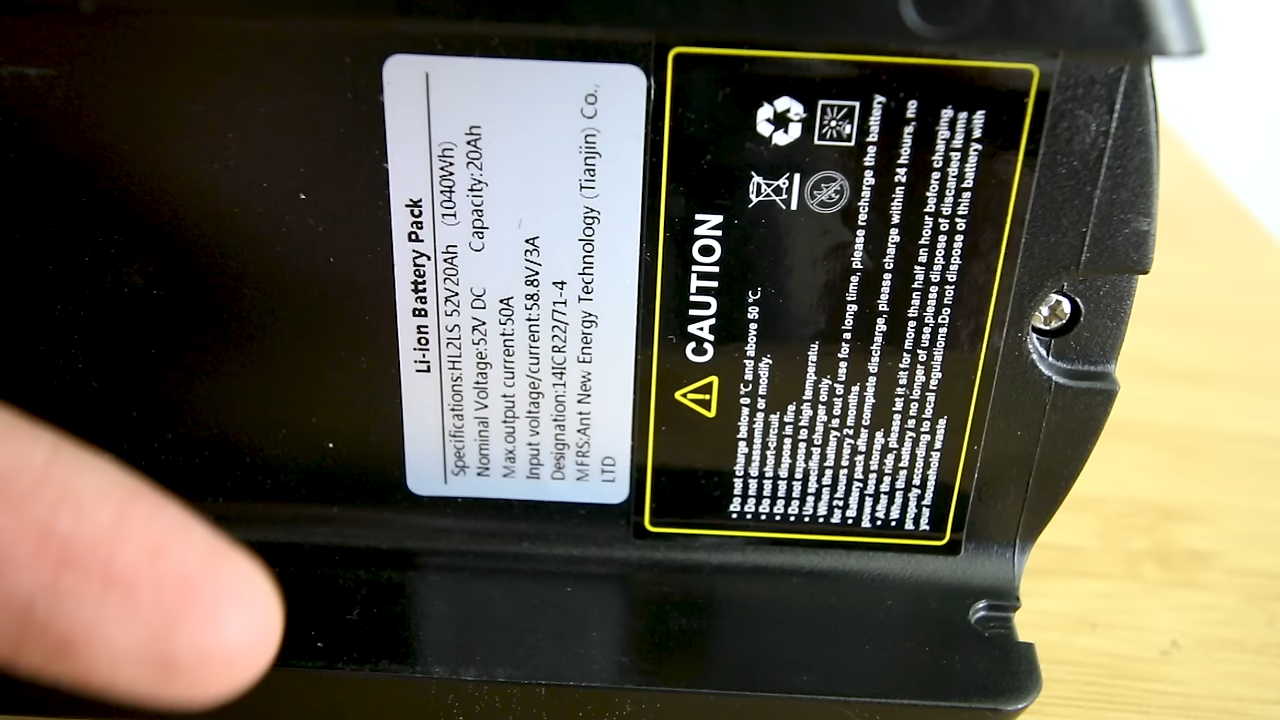 Li-ion Battery Pack
Specifications:HL2LS 52V20Ah (1040Wh)
Nominal Voltage:52V DC Capacity:20Ah
Max.output current:50A
Input voltage/current:58.8V/3A
Designation:14ICR22/71-4
MFRS:Ant New Energy Technology (Tianjin) Co.,
LTD
CAUTION
• Do not charge below 0 ℃ and above 50 ℃.
• Do not disassemble or modify.
• Do not short-circuit.
• Do not dispose in fire.
• Do not expose to high temperatu.
• Use specified charger only.
• When the battery is out of use for a long time, please recharge the battery
for 2 hours every 2 months.
• Battery pack after complete discharge, please charge within 24 hours, no
power loss storage.
• After the ride, please let it sit for more than half an hour before charging.
• When this battery is no longer of use,please dispose of discarded items
properly according to local regulations.Do not dispose of this battery with
your household waste.